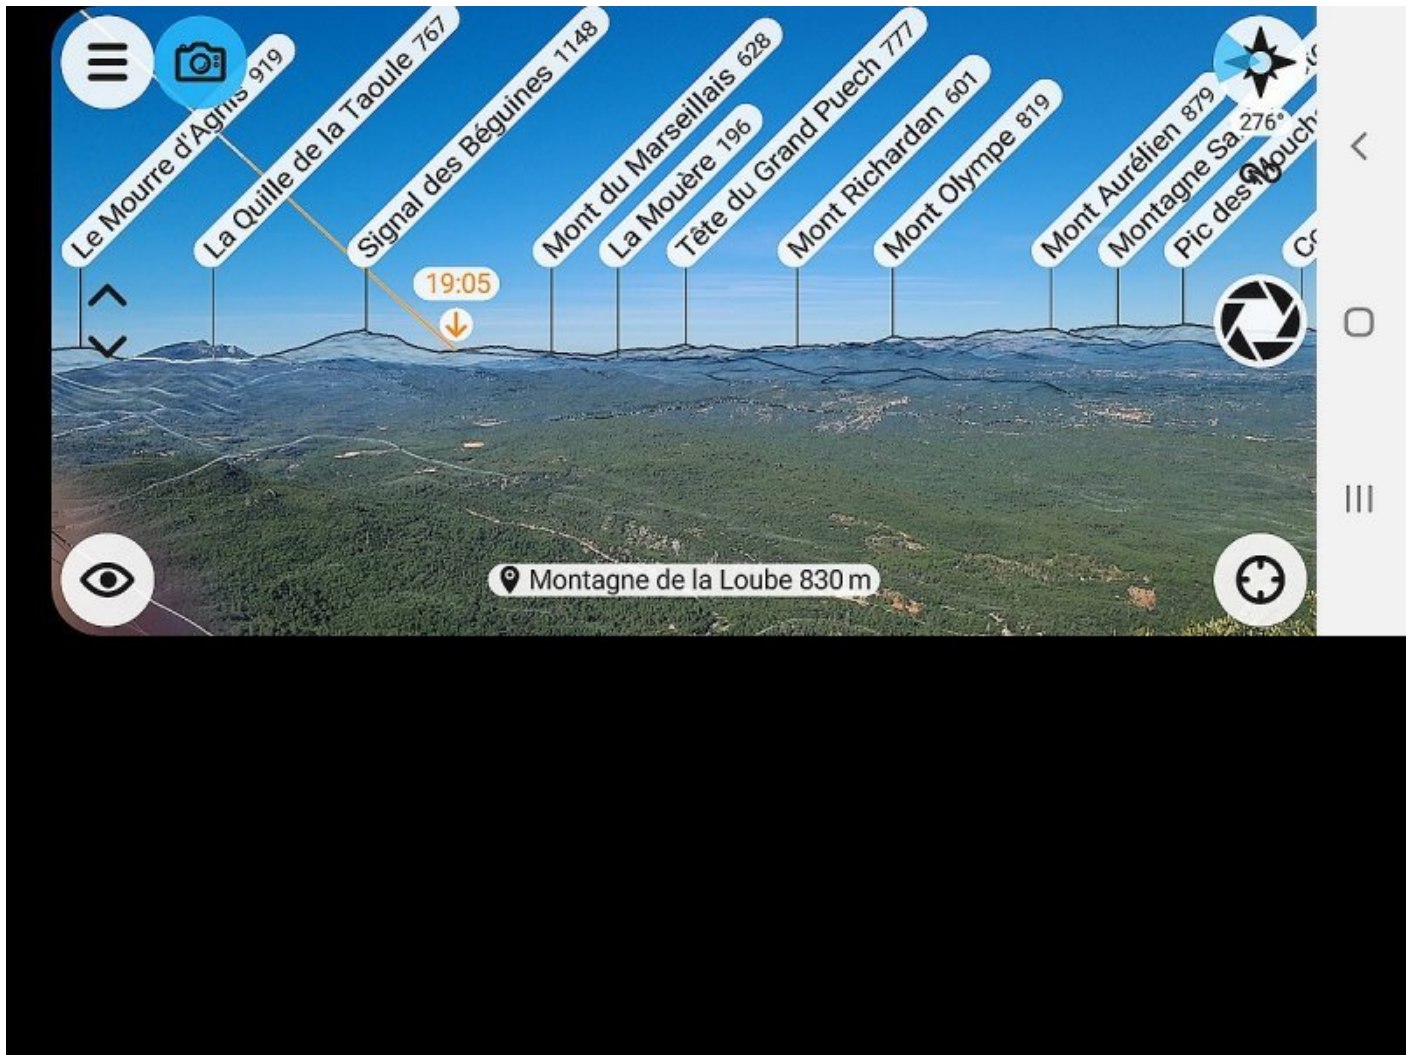 Le Mourre d'Agnis 919
La Quille de la Taoule 767
Signal des Béguines 1148
Mont du Marseillais 628
La Mouère 196
Tête du Grand Puech 777
Mont Richardan 601
Mont Olympe 819
Mont Aurélien 879
Montagne
Pic des
276°
19:05
Montagne de la Loube 830 m